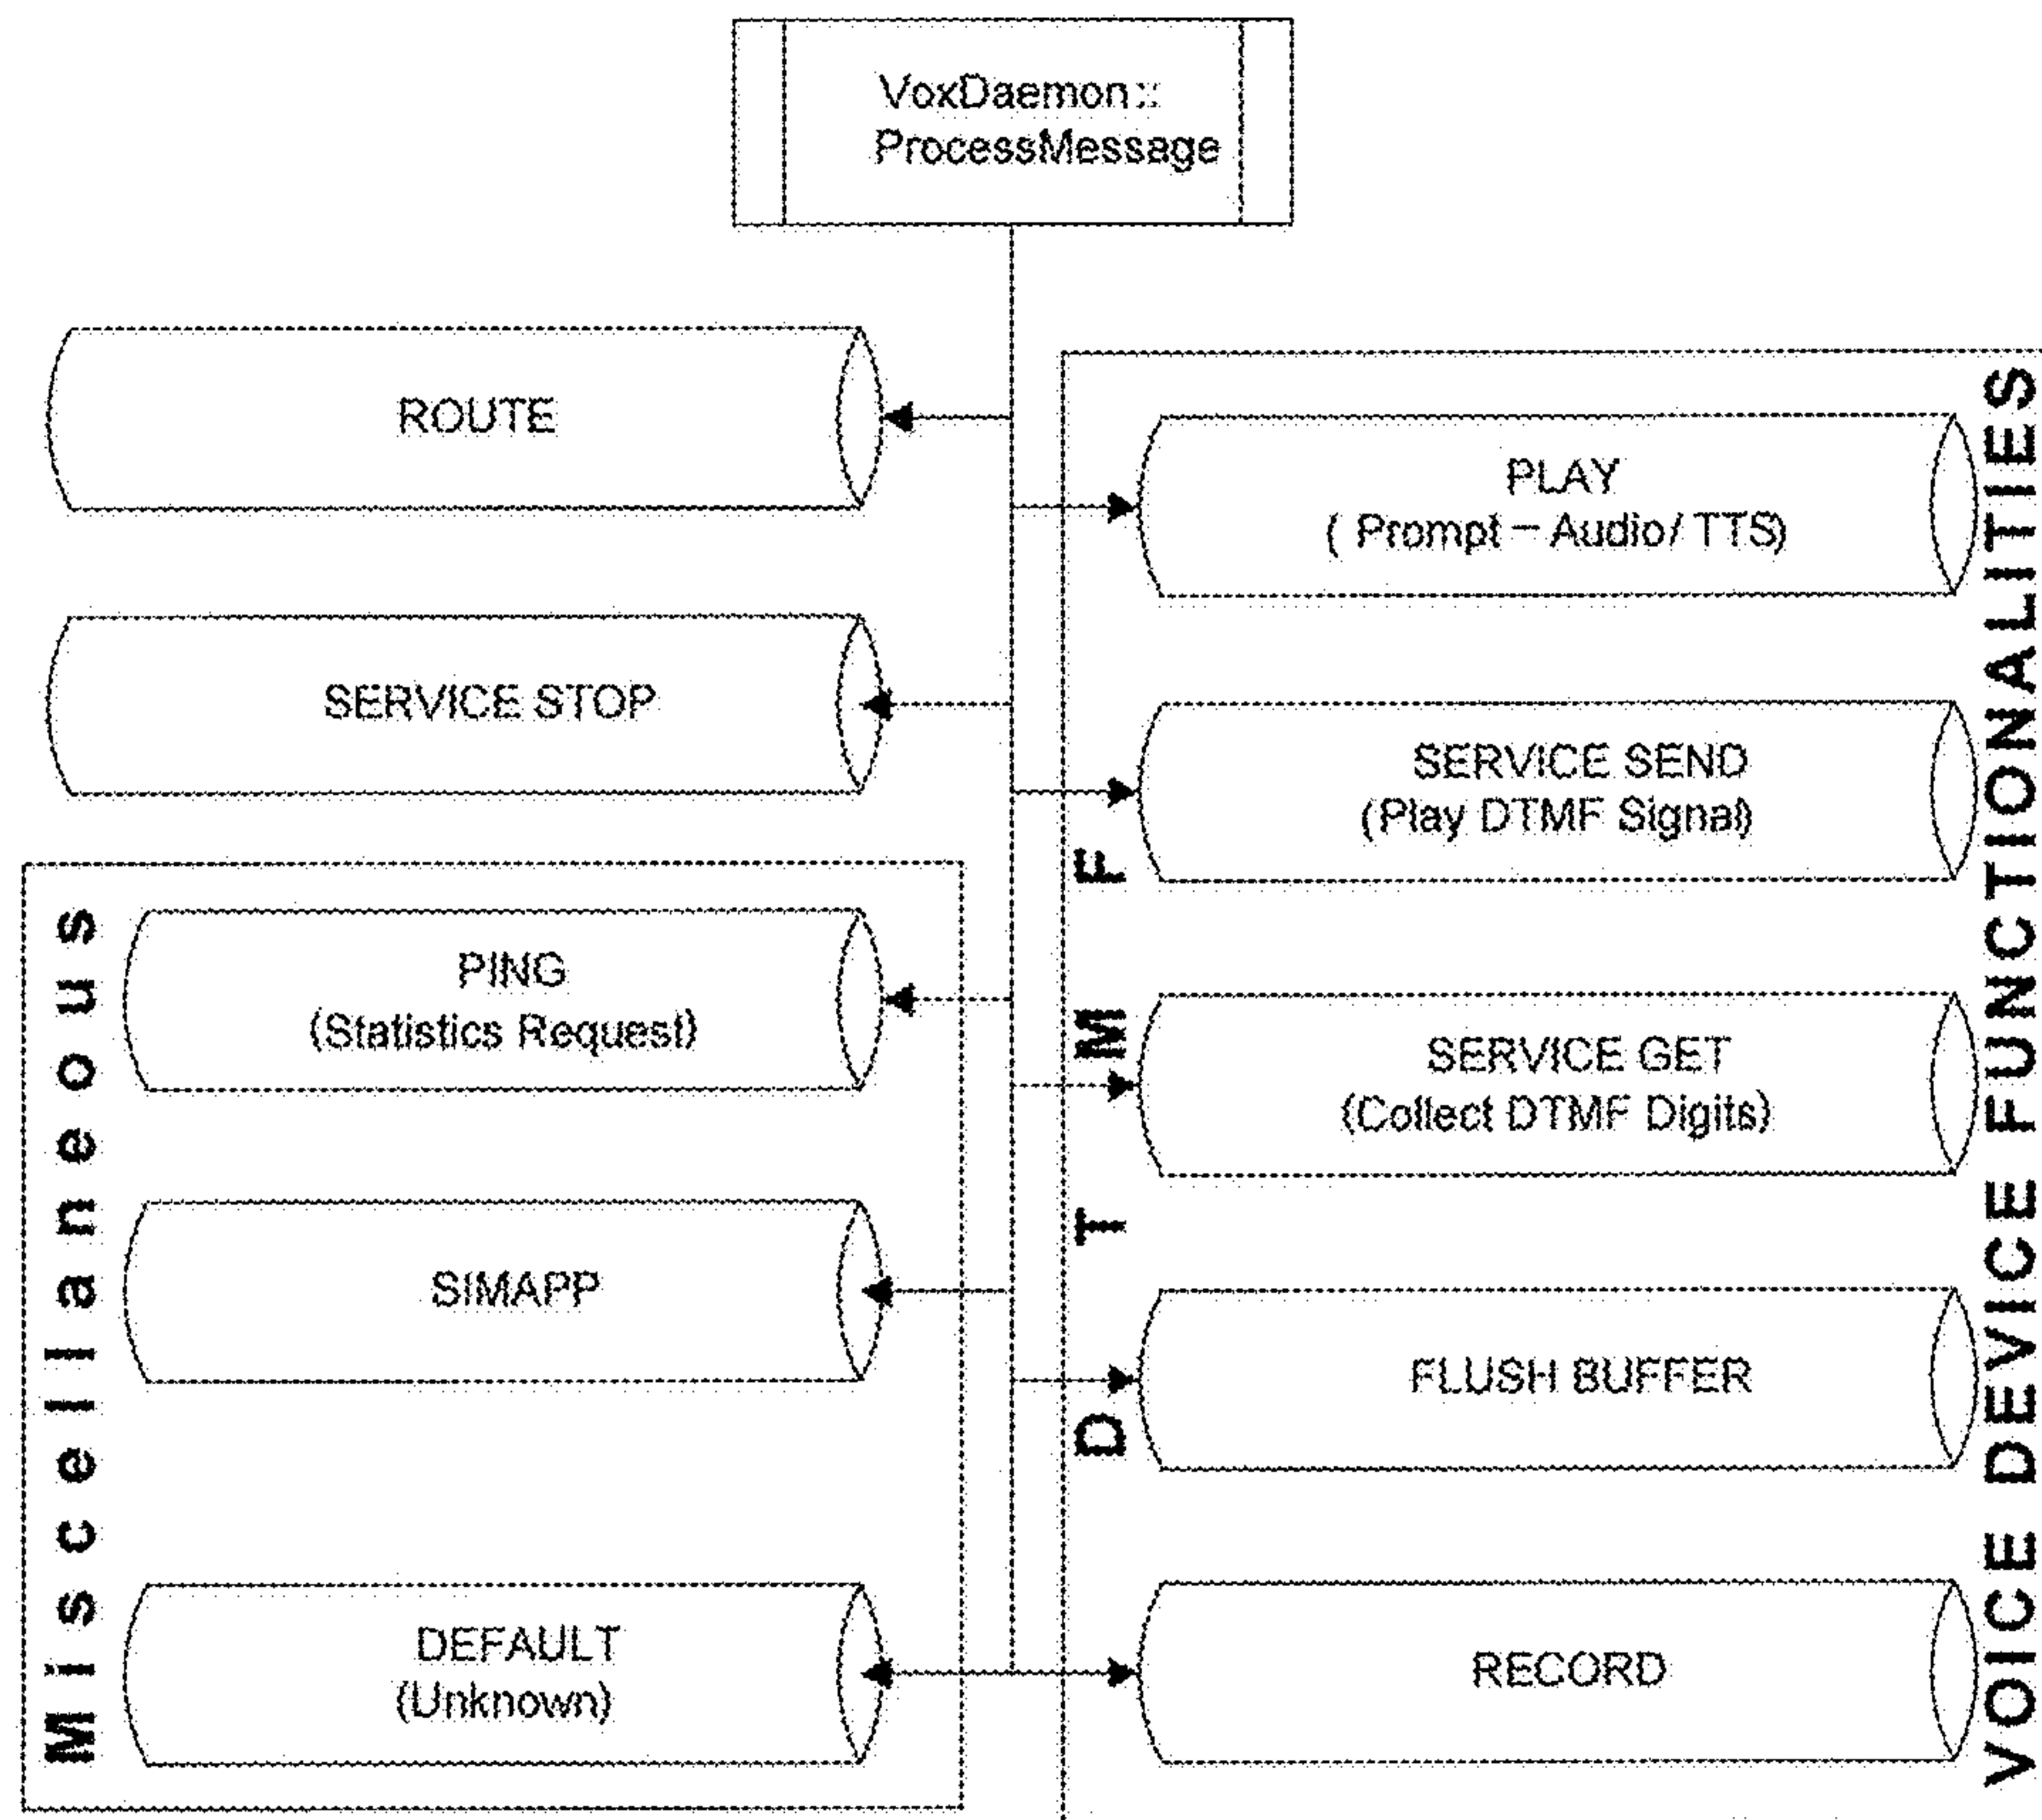 VoxDaemon::
ProcessMessage
ROUTE
PLAY
( Prompt – Audio/ TTS)
SERVICE STOP
SERVICE SEND
(Play DTMF Signal)
PING
(Statistics Request)
SERVICE GET
(Collect DTMF Digits)
SIMAPP
FLUSH BUFFER
DEFAULT
(Unknown)
RECORD
Miscellaneous
DTMF
VOICE DEVICE FUNCTIONALITIES